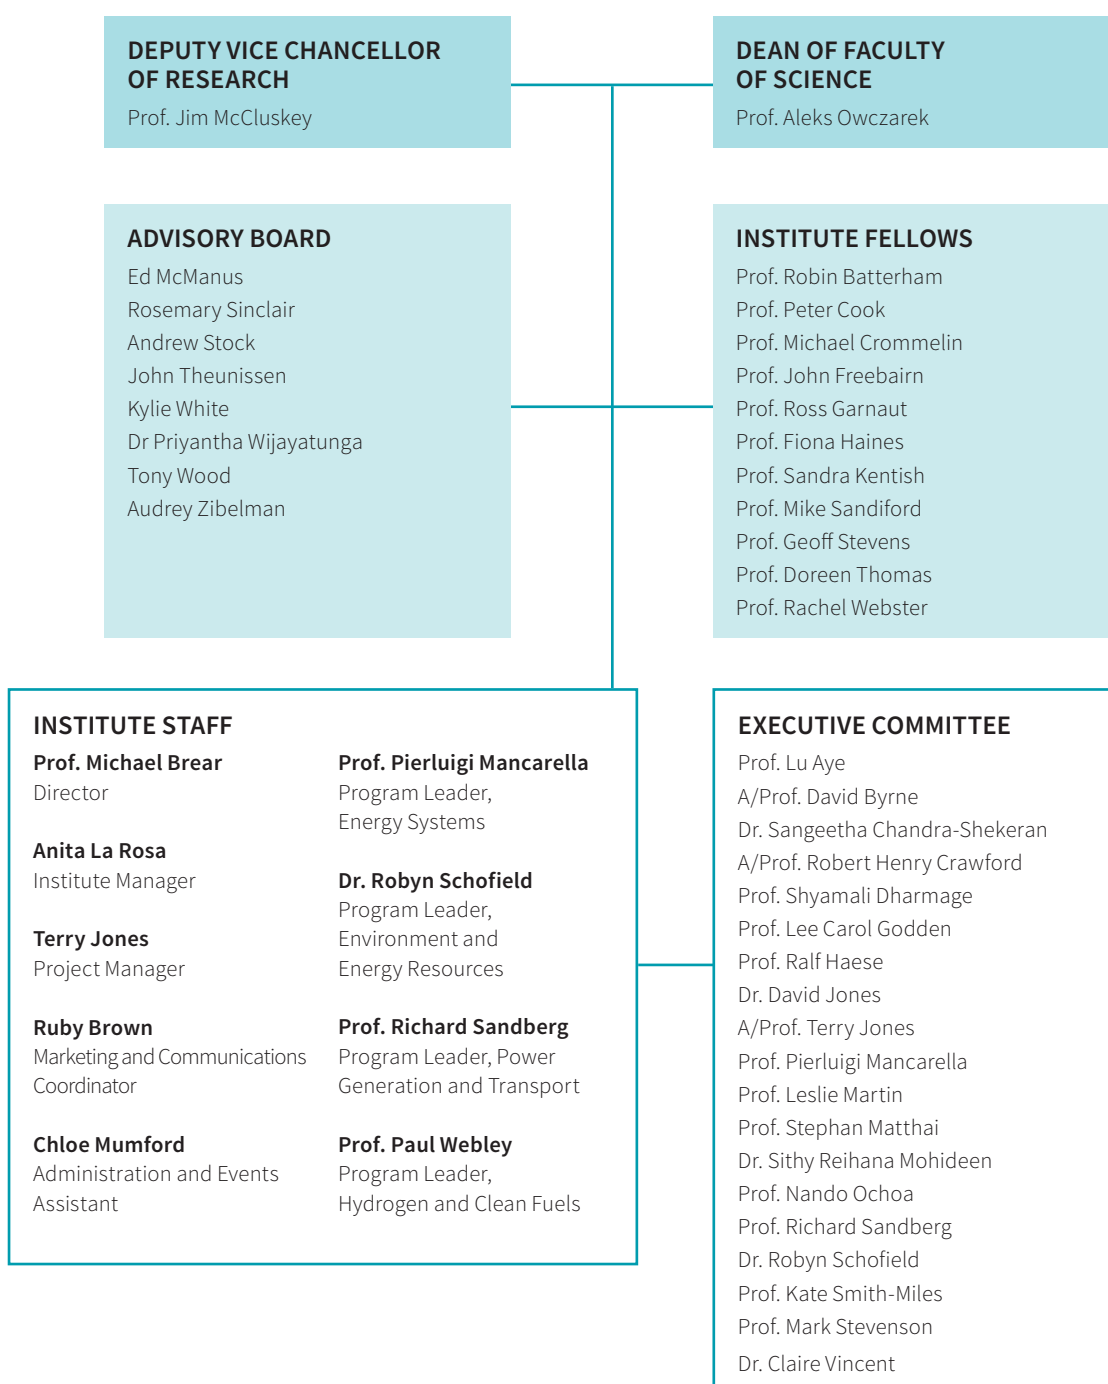 DEPUTY VICE CHANCELLOR
OF RESEARCH
Prof. Jim McCluskey
DEAN OF FACULTY
OF SCIENCE
Prof. Aleks Owczarek
ADVISORY BOARD
Ed McManus
Rosemary Sinclair
Andrew Stock
John Theunissen
Kylie White
Dr Priyantha Wijayatunga
Tony Wood
Audrey Zibelman
INSTITUTE FELLOWS
Prof. Robin Batterham
Prof. Peter Cook
Prof. Michael Crommelin
Prof. John Freebairn
Prof. Ross Garnaut
Prof. Fiona Haines
Prof. Sandra Kentish
Prof. Mike Sandiford
Prof. Geoff Stevens
Prof. Doreen Thomas
Prof. Rachel Webster
INSTITUTE STAFF
Prof. Michael Brear
Director
Anita La Rosa
Institute Manager
Terry Jones
Project Manager
Ruby Brown
Marketing and Communications
Coordinator
Chloe Mumford
Administration and Events
Assistant
Prof. Pierluigi Mancarella
Program Leader,
Energy Systems
Dr. Robyn Schofield
Program Leader,
Environment and
Energy Resources
Prof. Richard Sandberg
Program Leader, Power
Generation and Transport
Prof. Paul Webley
Program Leader,
Hydrogen and Clean Fuels
EXECUTIVE COMMITTEE
Prof. Lu Aye
A/Prof. David Byrne
Dr. Sangeetha Chandra-Shekeran
A/Prof. Robert Henry Crawford
Prof. Shyamali Dharmage
Prof. Lee Carol Godden
Prof. Ralf Haese
Dr. David Jones
A/Prof. Terry Jones
Prof. Pierluigi Mancarella
Prof. Leslie Martin
Prof. Stephan Matthai
Dr. Sithy Reihana Mohideen
Prof. Nando Ochoa
Prof. Richard Sandberg
Dr. Robyn Schofield
Prof. Kate Smith-Miles
Prof. Mark Stevenson
Dr. Claire Vincent